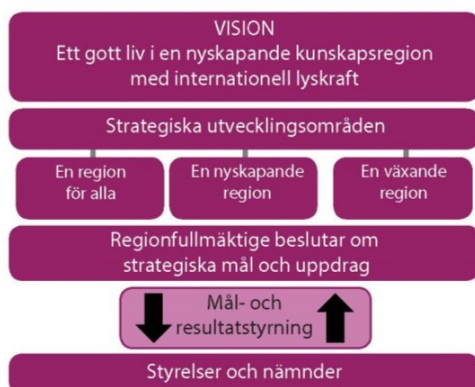 VISION
Ett gott liv i en nyskapande kunskapsregion
med internationell lyskraft
Strategiska utvecklingsområden
En region
för alla
En nyskapande
region
En växande
region
Regionfullmäktige beslutar om
strategiska mål och uppdrag
Mål- och
resultatstyrning
Styrelser och nämnder